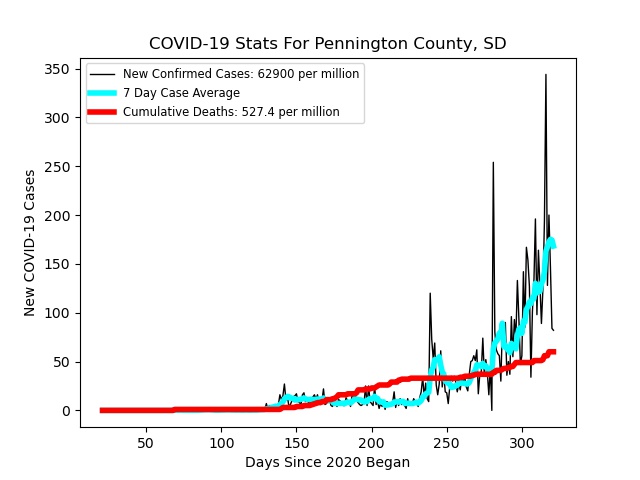 COVID-19 Stats For Pennington County, SD
New Confirmed Cases: 62900 per million
7 Day Case Average
Cumulative Deaths: 527.4 per million
New COVID-19 Cases
350
300
250
200
150
100
50
0
50 100 150 200 250 300
Days Since 2020 Began